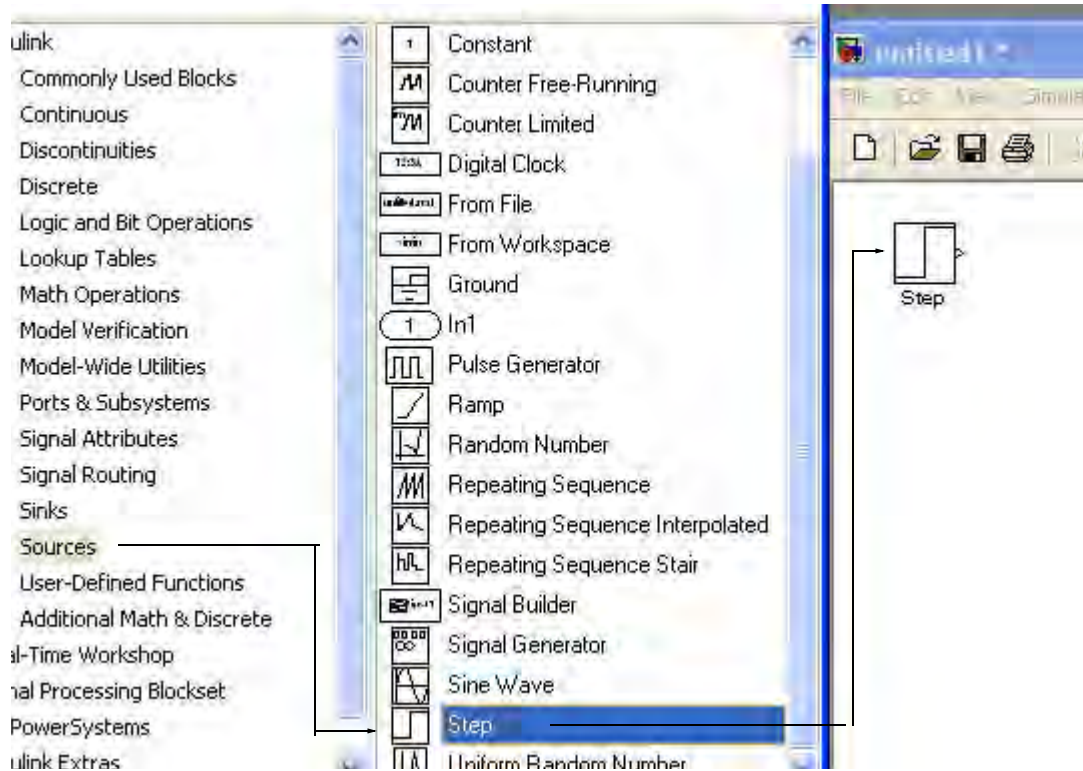 ulink
Commonly Used Blocks
Continuous
Discontinuities
Discrete
Logic and Bit Operations
Lookup Tables
Math Operations
Model Verification
Model-Wide Utilities
Ports & Subsystems
Signal Attributes
Signal Routing
Sinks
Sources
User-Defined Functions
Additional Math & Discrete
al-Time Workshop
nal Processing Blockset
PowerSystems
ulink Extras
1 Constant
Counter Free-Running
Counter Limited
12:34 Digital Clock
From File
From Workspace
Ground
1 In1
Pulse Generator
Ramp
Random Number
Repeating Sequence
Repeating Sequence Interpolated
Repeating Sequence Stair
Signal Builder
Signal Generator
Sine Wave
Step
Uniform Random Number
untitled1 *
File Edit View Simula
Step